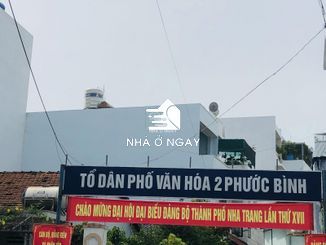 NHÀ Ở NGAY
TỔ DÂN PHỐ VĂN HÓA 2 PHƯỚC BÌNH
CHÀO MỪNG ĐẠI HỘI ĐẠI BIỂU ĐẢNG BỘ THÀNH PHỐ NHA TRANG LẦN THỨ XVII